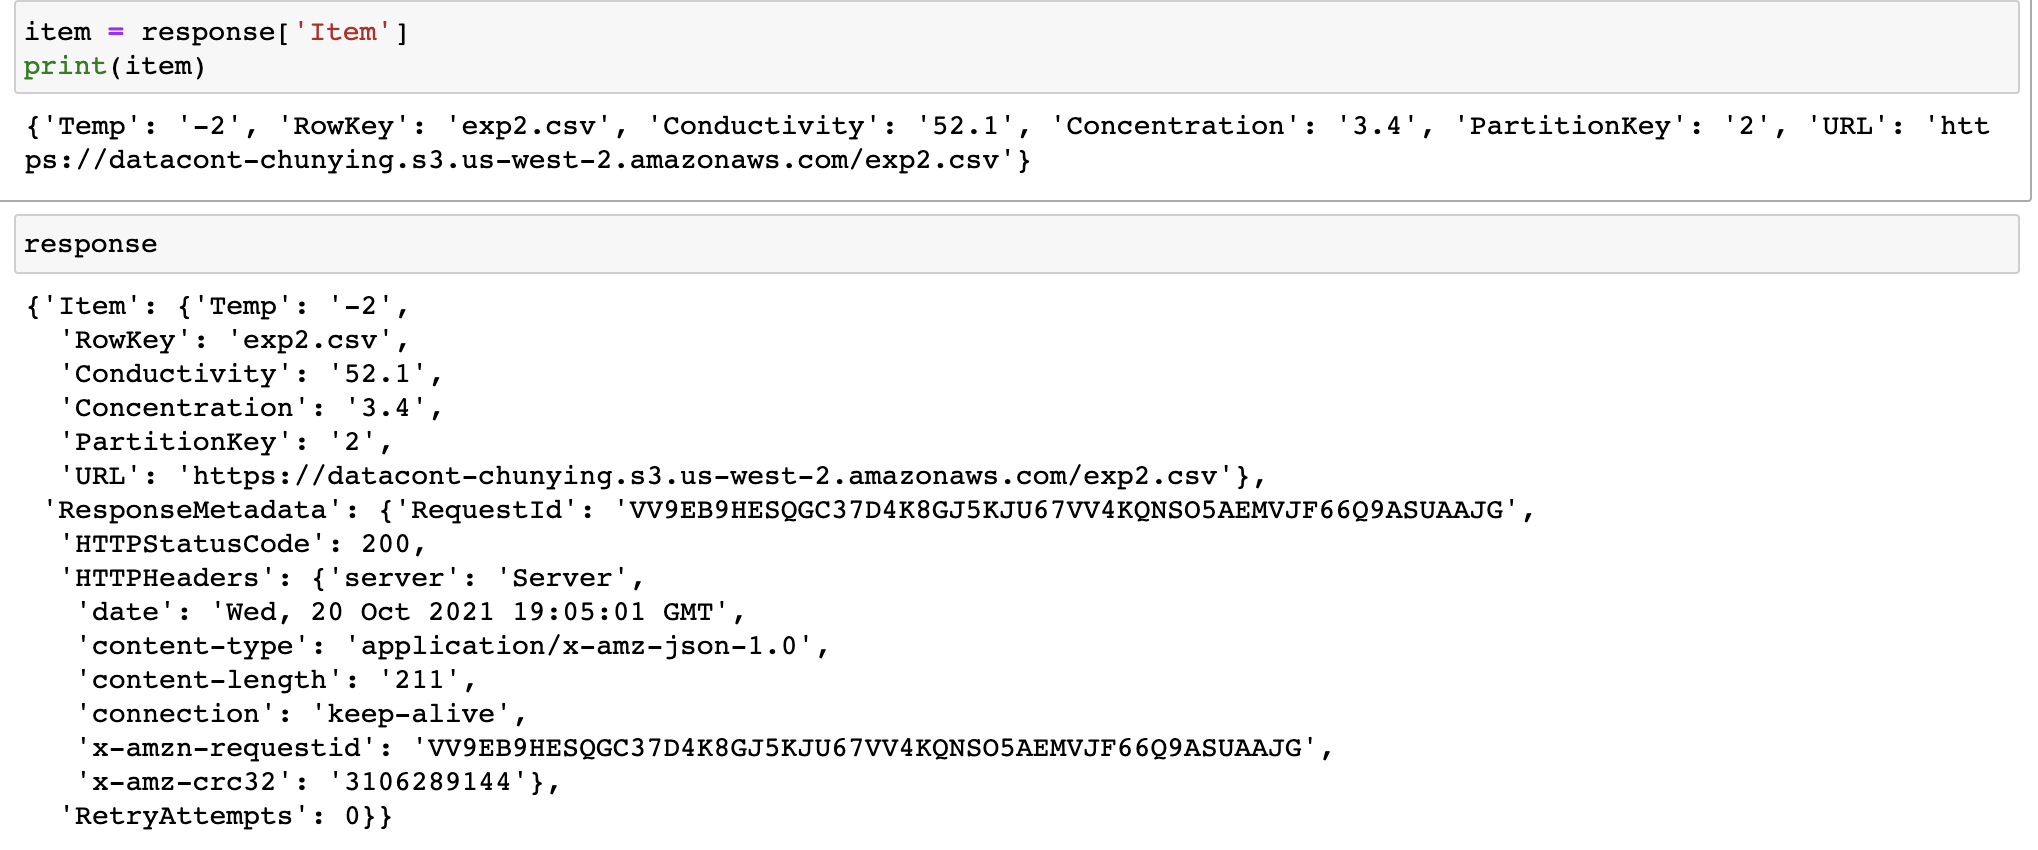 item = response['Item']
print(item)
{'Temp': '-2', 'RowKey': 'exp2.csv', 'Conductivity': '52.1', 'Concentration': '3.4', 'PartitionKey': '2', 'URL': 'htt
ps://datacont-chunying.s3.us-west-2.amazonaws.com/exp2.csv'}
response
{'Item': {'Temp': '-2',
'RowKey': 'exp2.csv',
'Conductivity': '52.1',
'Concentration': '3.4',
'PartitionKey': '2',
'URL': 'https://datacont-chunying.s3.us-west-2.amazonaws.com/exp2.csv'},
'ResponseMetadata': {'RequestId': 'VV9EB9HESQGC37D4K8GJ5KJU67VV4KQNSO5AEMVJF66Q9ASUAAJG',
'HTTPStatusCode': 200,
'HTTPHeaders': {'server': 'Server',
'date': 'Wed, 20 Oct 2021 19:05:01 GMT',
'content-type': 'application/x-amz-json-1.0',
'content-length': '211',
'connection': 'keep-alive',
'x-amzn-requestid': 'VV9EB9HESQGC37D4K8GJ5KJU67VV4KQNSO5AEMVJF66Q9ASUAAJG',
'x-amz-crc32': '3106289144'},
'RetryAttempts': 0}}